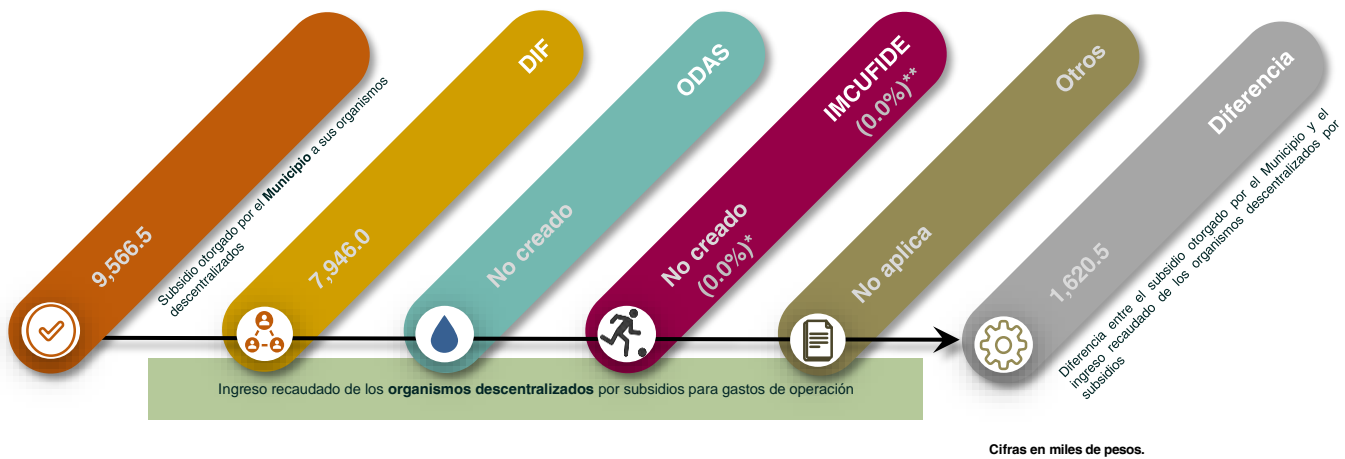 9,566.5
Subsidio otorgado por el Municipio a sus organismos
descentralizados
DIF
7,946.0
ODAS
No creado
IMCUFIDE
(0.0%)**
No creado
(0.0%)*
Otros
No aplica
Diferencia
1,620.5
Diferencia entre el subsidio otorgado por el Municipio y el
ingreso recaudado de los organismos descentralizados por
subsidios
Ingreso recaudado de los organismos descentralizados por subsidios para gastos de operación
Cifras en miles de pesos.